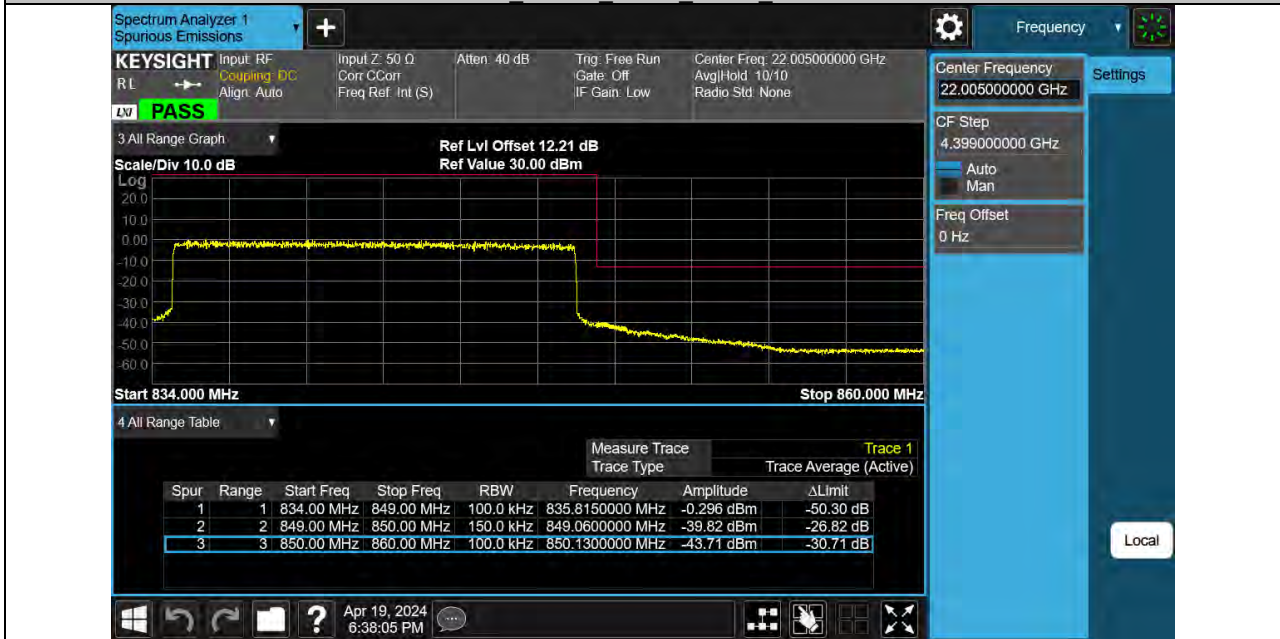 Spectrum Analyzer 1
Spurious Emissions
+
Frequency
KEYSIGHT
RL
LXI PASS
Input: RF
Coupling: DC
Align: Auto
Input Z: 50 Ω
Corr CCorr
Freq Ref: Int (S)
Atten: 40 dB
Trig: Free Run
Gate: Off
IF Gain: Low
Center Freq: 22.005000000 GHz
Avg|Hold: 10/10
Radio Std: None
Center Frequency
22.005000000 GHz
Settings
CF Step
4.399000000 GHz
Auto
Man
Freq Offset
0 Hz
3 All Range Graph
Ref Lvl Offset 12.21 dB
Scale/Div 10.0 dB
Ref Value 30.00 dBm
Log
20.0
10.0
0.00
-10.0
-20.0
-30.0
-40.0
-50.0
-60.0
Start 834.000 MHz
Stop 860.000 MHz
4 All Range Table
Measure Trace Trace 1
Trace Type Trace Average (Active)
Spur Range Start Freq Stop Freq RBW Frequency Amplitude ΔLimit
1 1 834.00 MHz 849.00 MHz 100.0 kHz 835.8150000 MHz -0.296 dBm -50.30 dB
2 2 849.00 MHz 850.00 MHz 150.0 kHz 849.0600000 MHz -39.82 dBm -26.82 dB
3 3 850.00 MHz 860.00 MHz 100.0 kHz 850.1300000 MHz -43.71 dBm -30.71 dB
Local
?
Apr 19, 2024
6:38:05 PM